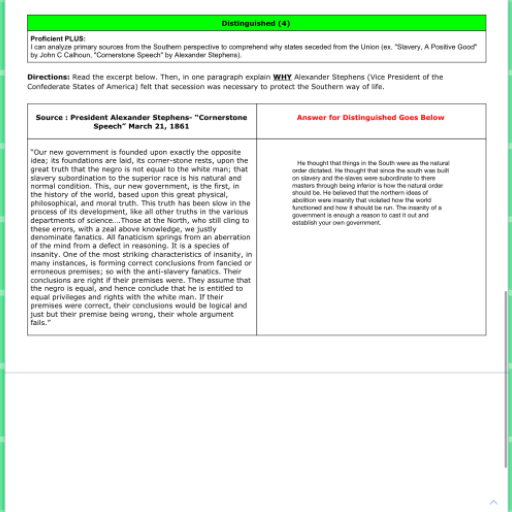 Distinguished (4)
Proficient PLUS:
I can analyze primary sources from the Southern perspective to comprehend why states seceded from the Union (ex. "Slavery, A Positive Good"
by John C Calhoun, "Cornerstone Speech" by Alexander Stephens).
Directions: Read the excerpt below. Then, in one paragraph explain WHY Alexander Stephens (Vice President of the
Confederate States of America) felt that secession was necessary to protect the Southern way of life.
Source : President Alexander Stephens- "Cornerstone
Speech" March 21, 1861
Answer for Distinguished Goes Below
"Our new government is founded upon exactly the opposite
idea; its foundations are laid, its corner-stone rests, upon the
great truth that the negro is not equal to the white man; that
slavery subordination to the superior race is his natural and
normal condition. This, our new government, is the first, in
the history of the world, based upon this great physical,
philosophical, and moral truth. This truth has been slow in the
process of its development, like all other truths in the various
departments of science....Those at the North, who still cling to
these errors, with a zeal above knowledge, we justly
denominate fanatics. All fanaticism springs from an aberration
of the mind from a defect in reasoning. It is a species of
insanity. One of the most striking characteristics of insanity, in
many instances, is forming correct conclusions from fancied or
erroneous premises; so with the anti-slavery fanatics. Their
conclusions are right if their premises were. They assume that
the negro is equal, and hence conclude that he is entitled to
equal privileges and rights with the white man. If their
premises were correct, their conclusions would be logical and
just but their premise being wrong, their whole argument
fails."
He thought that things in the South were as the natural
order dictated. He thought that since the south was built
on slavery and the slaves were subordinate to there
masters through being inferior is how the natural order
should be. He believed that the northern ideas of
abolition were insanity that violated how the world
functioned and how it should be run. The insanity of a
government is enough a reason to cast it out and
establish your own government.